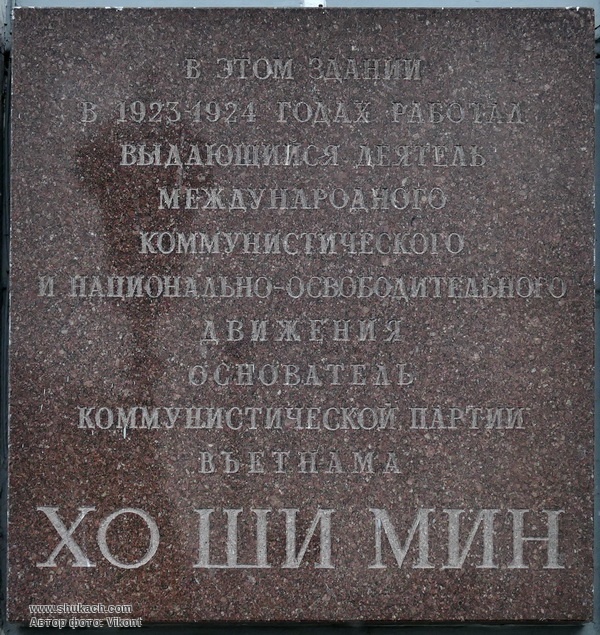 В ЭТОМ ЗДАНИИ
В 1923-1924 ГОДАХ РАБОТАЛ
ВЫДАЮЩИЙСЯ ДЕЯТЕЛЬ
МЕЖДУНАРОДНОГО
КОММУНИСТИЧЕСКОГО
И НАЦИОНАЛЬНО-ОСВОБОДИТЕЛЬНОГО
ДВИЖЕНИЯ
ОСНОВАТЕЛЬ
КОММУНИСТИЧЕСКОЙ ПАРТИИ
ВЬЕТНАМА
ХО ШИ МИН
www.shukach.com
Автор фото: Vikont